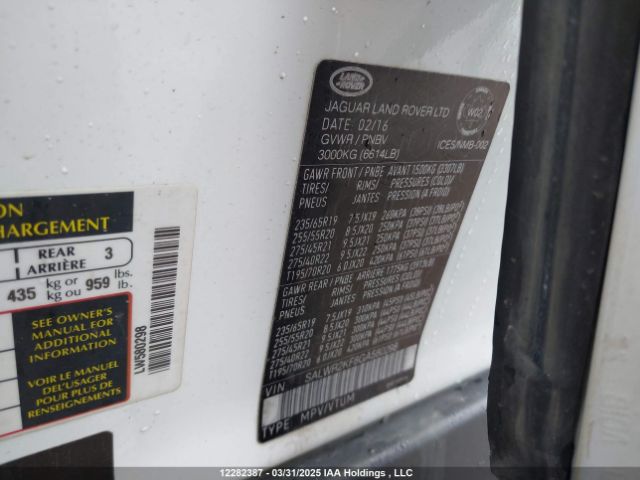 ON
HARGEMENT
REAR 3
ARRIÈRE
435 kg or 959 lbs.
kg ou lb.
SEE OWNER'S
MANUAL FOR
ADDITIONAL
INFORMATION
VOIR LE MANUEL
DE L'USAGER
POUR PLUS DE
RENSEIGNEMENTS
LW580298
LAND
ROVER
JAGUAR LAND ROVER LTD
DATE: 02/16
GVWR / PNBV
3000KG (6614LB)
W02
ICES/NMB-002
GAWR FRONT / PNBE AVANT 1500KG (3307LB)
TIRES/ RIMS/ PRESSURES (COLD)/
PNEUS JANTES PRESSION (A FROID)
235/65R19 7.5JX19 260KPA
255/55R20 8.5JX20 250KPA
275/45R21 9.5JX21
275/40R22 9.5JX22
T195/70R20 6.0JX20 420KPA
GAWR REAR / PNBE ARRIERE
TIRES/ RIMS/ PRESSURES (COLD)/
PNEUS JANTES PRESSION (A FROID)
235/65R19 7.5JX19
255/55R20 8.5JX20
275/45R21 9.5JX21
275/40R22 9.5JX22
T195/70R20 6.0JX20
VIN
TYPE MPV/VTUM
12282387 - 03/31/2025 IAA Holdings , LLC